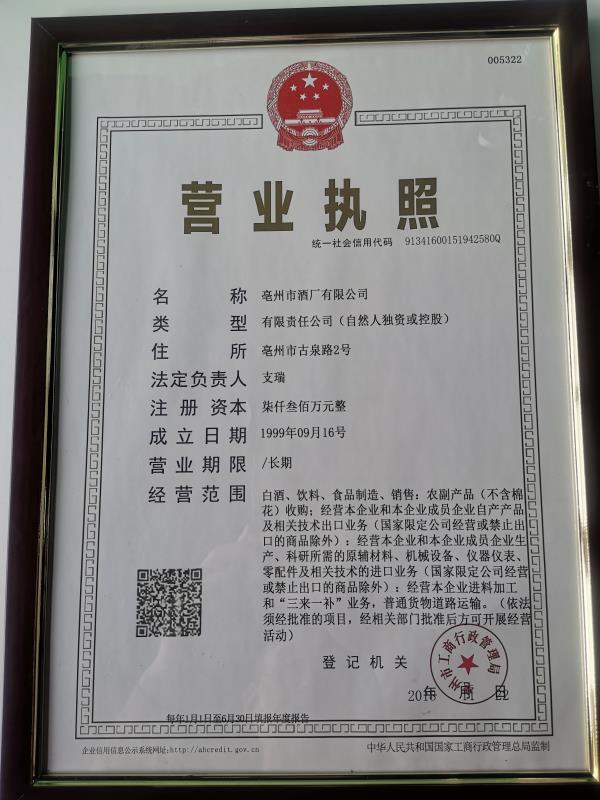 005322
营业执照
统一社会信用代码 91341600151942580Q
名称 亳州市酒厂有限公司
类型 有限责任公司（自然人独资或控股）
住所 亳州市古泉路2号
法定负责人 支瑞
注册资本 柒仟叁佰万元整
成立日期 1999年09月16号
营业期限 /长期
经营范围 白酒、饮料、食品制造、销售：农副产品（不含棉
花）收购；经营本企业和本企业成员企业自产产品
及相关技术出口业务（国家限定公司经营或禁止出
口的商品除外）：经营本企业和本企业成员企业生
产、科研所需的原辅材料、机械设备、仪器仪表、
零配件及相关技术的进口业务（国家限定公司经营
或禁止出口的商品除外）：经营本企业进料加工
和“三来一补”业务，普通货物道路运输。（依法
须经批准的项目，经相关部门批准后方可开展经营
活动）
登记机关
州市工商行政管理局
年 月 日
每年1月1日至6月30日填报年度报告
企业信用信息公示系统网址:http://ahcredit.gov.cn
中华人民共和国国家工商行政管理总局监制